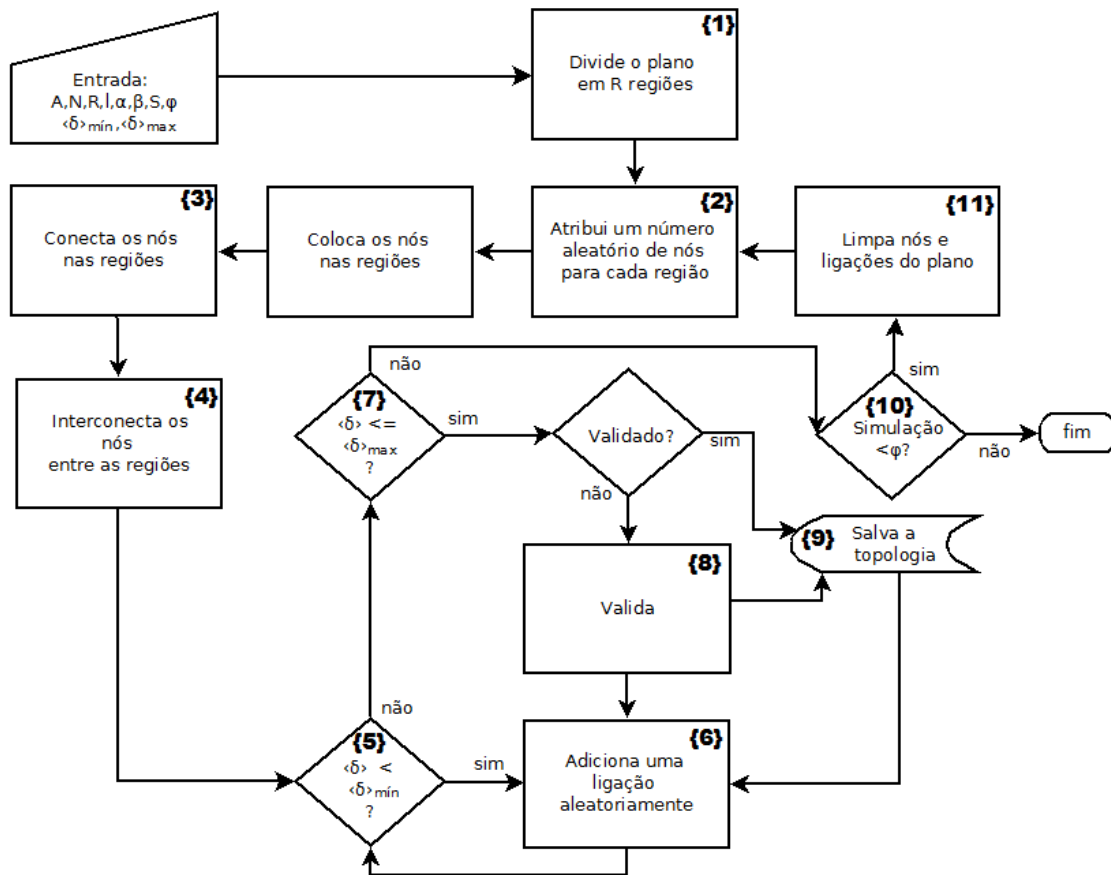 Entrada:
A,N,R,l,α,β,S,φ
‹δ›mín,‹δ›max
{1}
Divide o plano
em R regiões
{3}
Conecta os nós
nas regiões
Coloca os nós
nas regiões
{2}
Atribui um número
aleatório de nós
para cada região
{11}
Limpa nós e
ligações do plano
{4}
Interconecta os
nós
entre as regiões
não
{7}
‹δ› <=
‹δ›max
?
sim
Validado?
sim
não
sim
{10}
Simulação
<φ?
não
fim
{9}
Salva a
topologia
{8}
Valida
não
{5}
‹δ› <
‹δ›mín
?
sim
{6}
Adiciona uma
ligação
aleatoriamente